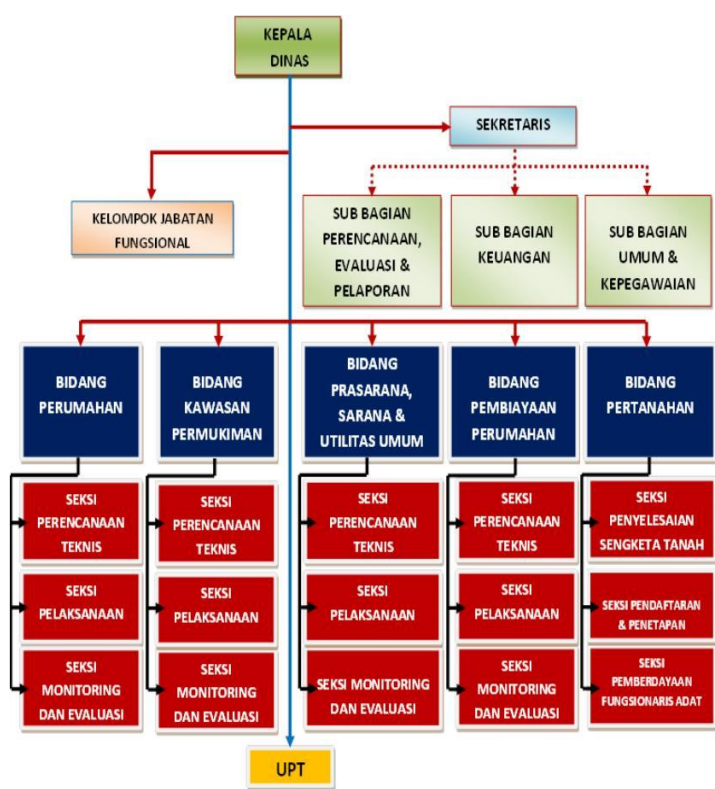 KEPALA
DINAS
SEKRETARIS
KELOMPOK JABATAN
FUNGSIONAL
SUB BAGIAN
PERENCANAAN,
EVALUASI &
PELAPORAN
SUB BAGIAN
KEUANGAN
SUB BAGIAN
UMUM &
KEPEGAWAIAN
BIDANG
PERUMAHAN
BIDANG
KAWASAN
PERMUKIMAN
BIDANG
PRASARANA,
SARANA &
UTILITAS UMUM
BIDANG
PEMBIAYAAN
PERUMAHAN
BIDANG
PERTANAHAN
SEKSI
PERENCANAAN
TEKNIS
SEKSI
PERENCANAAN
TEKNIS
SEKSI
PERENCANAAN
TEKNIS
SEKSI
PERENCANAAN
TEKNIS
SEKSI
PENYELESAIAN
SENGKETA TANAH
SEKSI
PELAKSANAAN
SEKSI
PELAKSANAAN
SEKSI
PELAKSANAAN
SEKSI
PELAKSANAAN
SEKSI PENDAFTARAN
& PENETAPAN
SEKSI
MONITORING
DAN EVALUASI
SEKSI
MONITORING
DAN EVALUASI
SEKSI MONITORING
DAN EVALUASI
SEKSI
MONITORING
DAN EVALUASI
SEKSI
PEMBERDAYAAN
FUNGSIONARIS ADAT
UPT